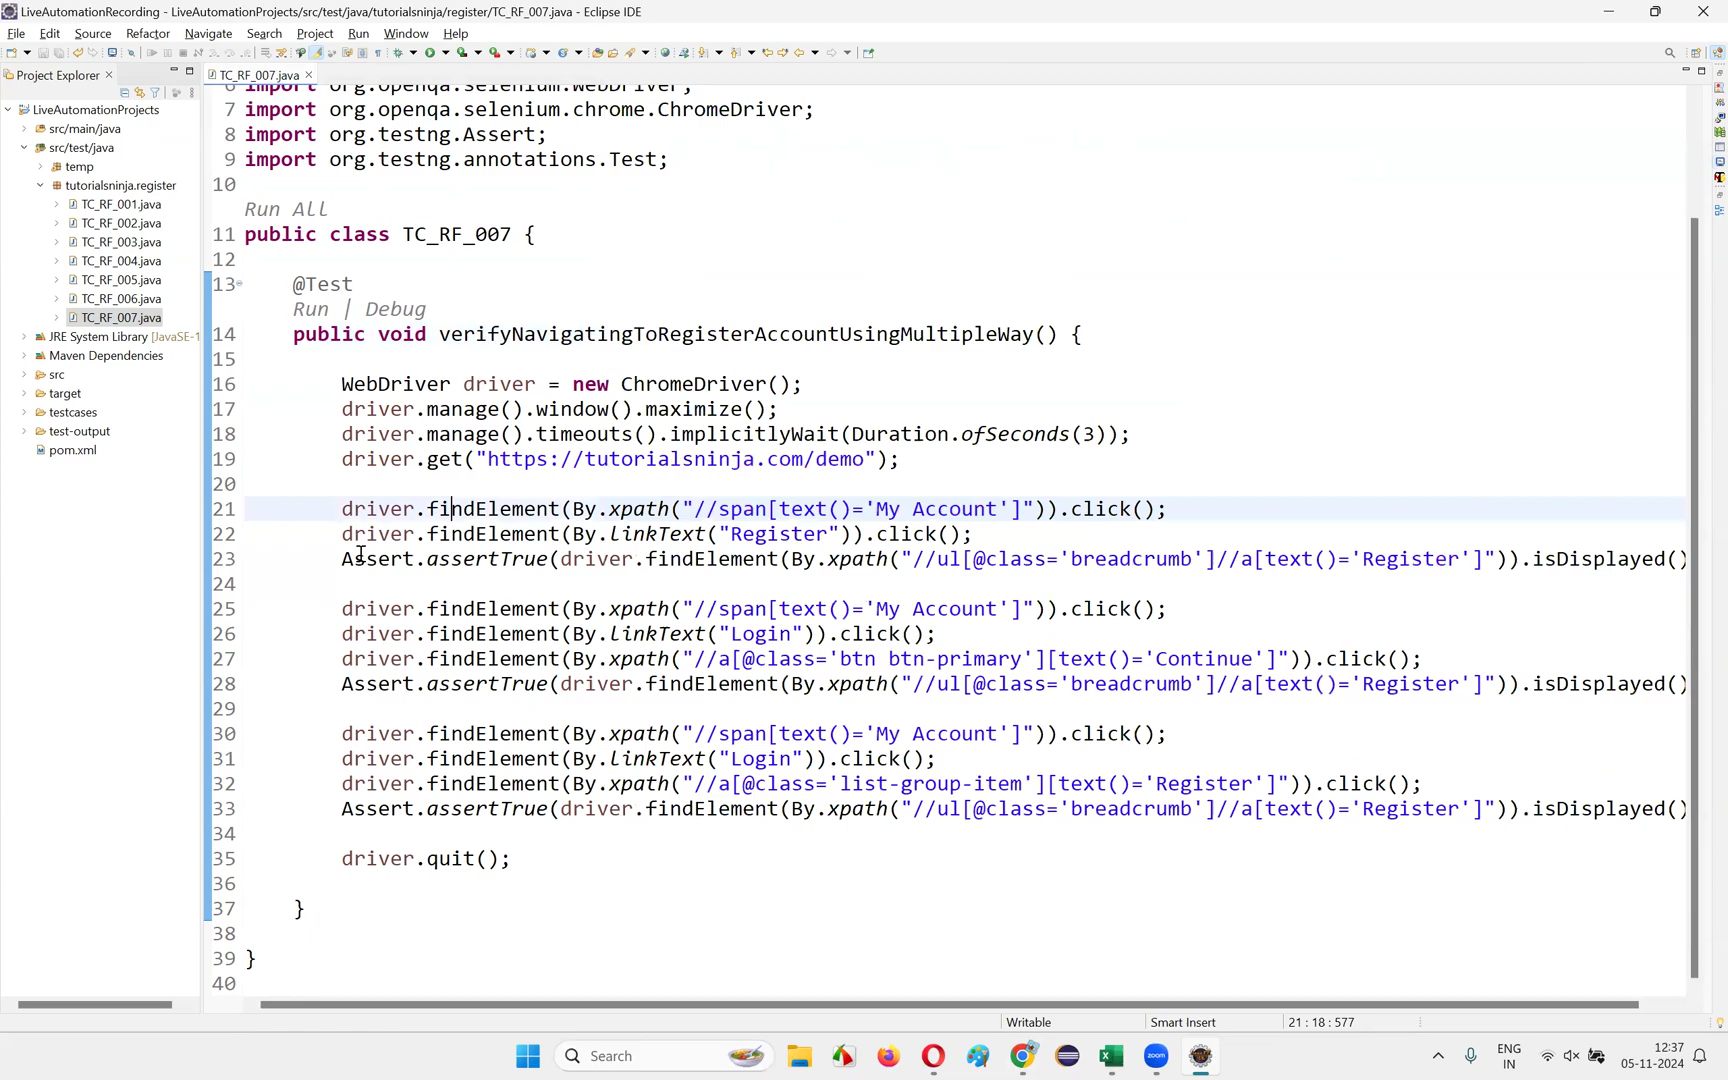 LiveAutomationRecording - LiveAutomationProjects/src/test/java/tutorialsninja/register/TC_RF_007.java - Eclipse IDE
File Edit Source Refactor Navigate Search Project Run Window Help
Project Explorer
TC_RF_007.java
LiveAutomationProjects
src/main/java
src/test/java
temp
tutorialsninja.register
TC_RF_001.java
TC_RF_002.java
TC_RF_003.java
TC_RF_004.java
TC_RF_005.java
TC_RF_006.java
TC_RF_007.java
JRE System Library [JavaSE-1
Maven Dependencies
src
target
testcases
test-output
pom.xml
6 import org.openqa.selenium.WebDriver;
7 import org.openqa.selenium.chrome.ChromeDriver;
8 import org.testng.Assert;
9 import org.testng.annotations.Test;
10
Run All
11 public class TC_RF_007 {
12
13 @Test
Run | Debug
14 public void verifyNavigatingToRegisterAccountUsingMultipleWay() {
15
16 WebDriver driver = new ChromeDriver();
17 driver.manage().window().maximize();
18 driver.manage().timeouts().implicitlyWait(Duration.ofSeconds(3));
19 driver.get("https://tutorialsninja.com/demo");
20
21 driver.findElement(By.xpath("//span[text()='My Account']")).click();
22 driver.findElement(By.linkText("Register")).click();
23 Assert.assertTrue(driver.findElement(By.xpath("//ul[@class='breadcrumb']//a[text()='Register']")).isDisplayed()
24
25 driver.findElement(By.xpath("//span[text()='My Account']")).click();
26 driver.findElement(By.linkText("Login")).click();
27 driver.findElement(By.xpath("//a[@class='btn btn-primary'][text()='Continue']")).click();
28 Assert.assertTrue(driver.findElement(By.xpath("//ul[@class='breadcrumb']//a[text()='Register']")).isDisplayed()
29
30 driver.findElement(By.xpath("//span[text()='My Account']")).click();
31 driver.findElement(By.linkText("Login")).click();
32 driver.findElement(By.xpath("//a[@class='list-group-item'][text()='Register']")).click();
33 Assert.assertTrue(driver.findElement(By.xpath("//ul[@class='breadcrumb']//a[text()='Register']")).isDisplayed()
34
35 driver.quit();
36
37 }
38
39 }
40
Writable Smart Insert 21 : 18 : 577
Search
zoom
ENG
IN
12:37
05-11-2024